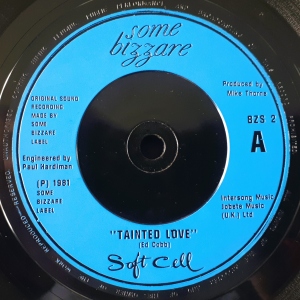 some
bizzare
Produced by
Mike Thorne
ORIGINAL SOUND
RECORDING
MADE BY
SOME
BIZZARE
LABEL
BZS 2
A
Engineered by
Paul Hardiman
(P) 1981
SOME
BIZZARE
LABEL
Intersong Music
Jobete Music
(U.K.) Ltd
"TAINTED LOVE"
(Ed Cobb)
Soft Cell